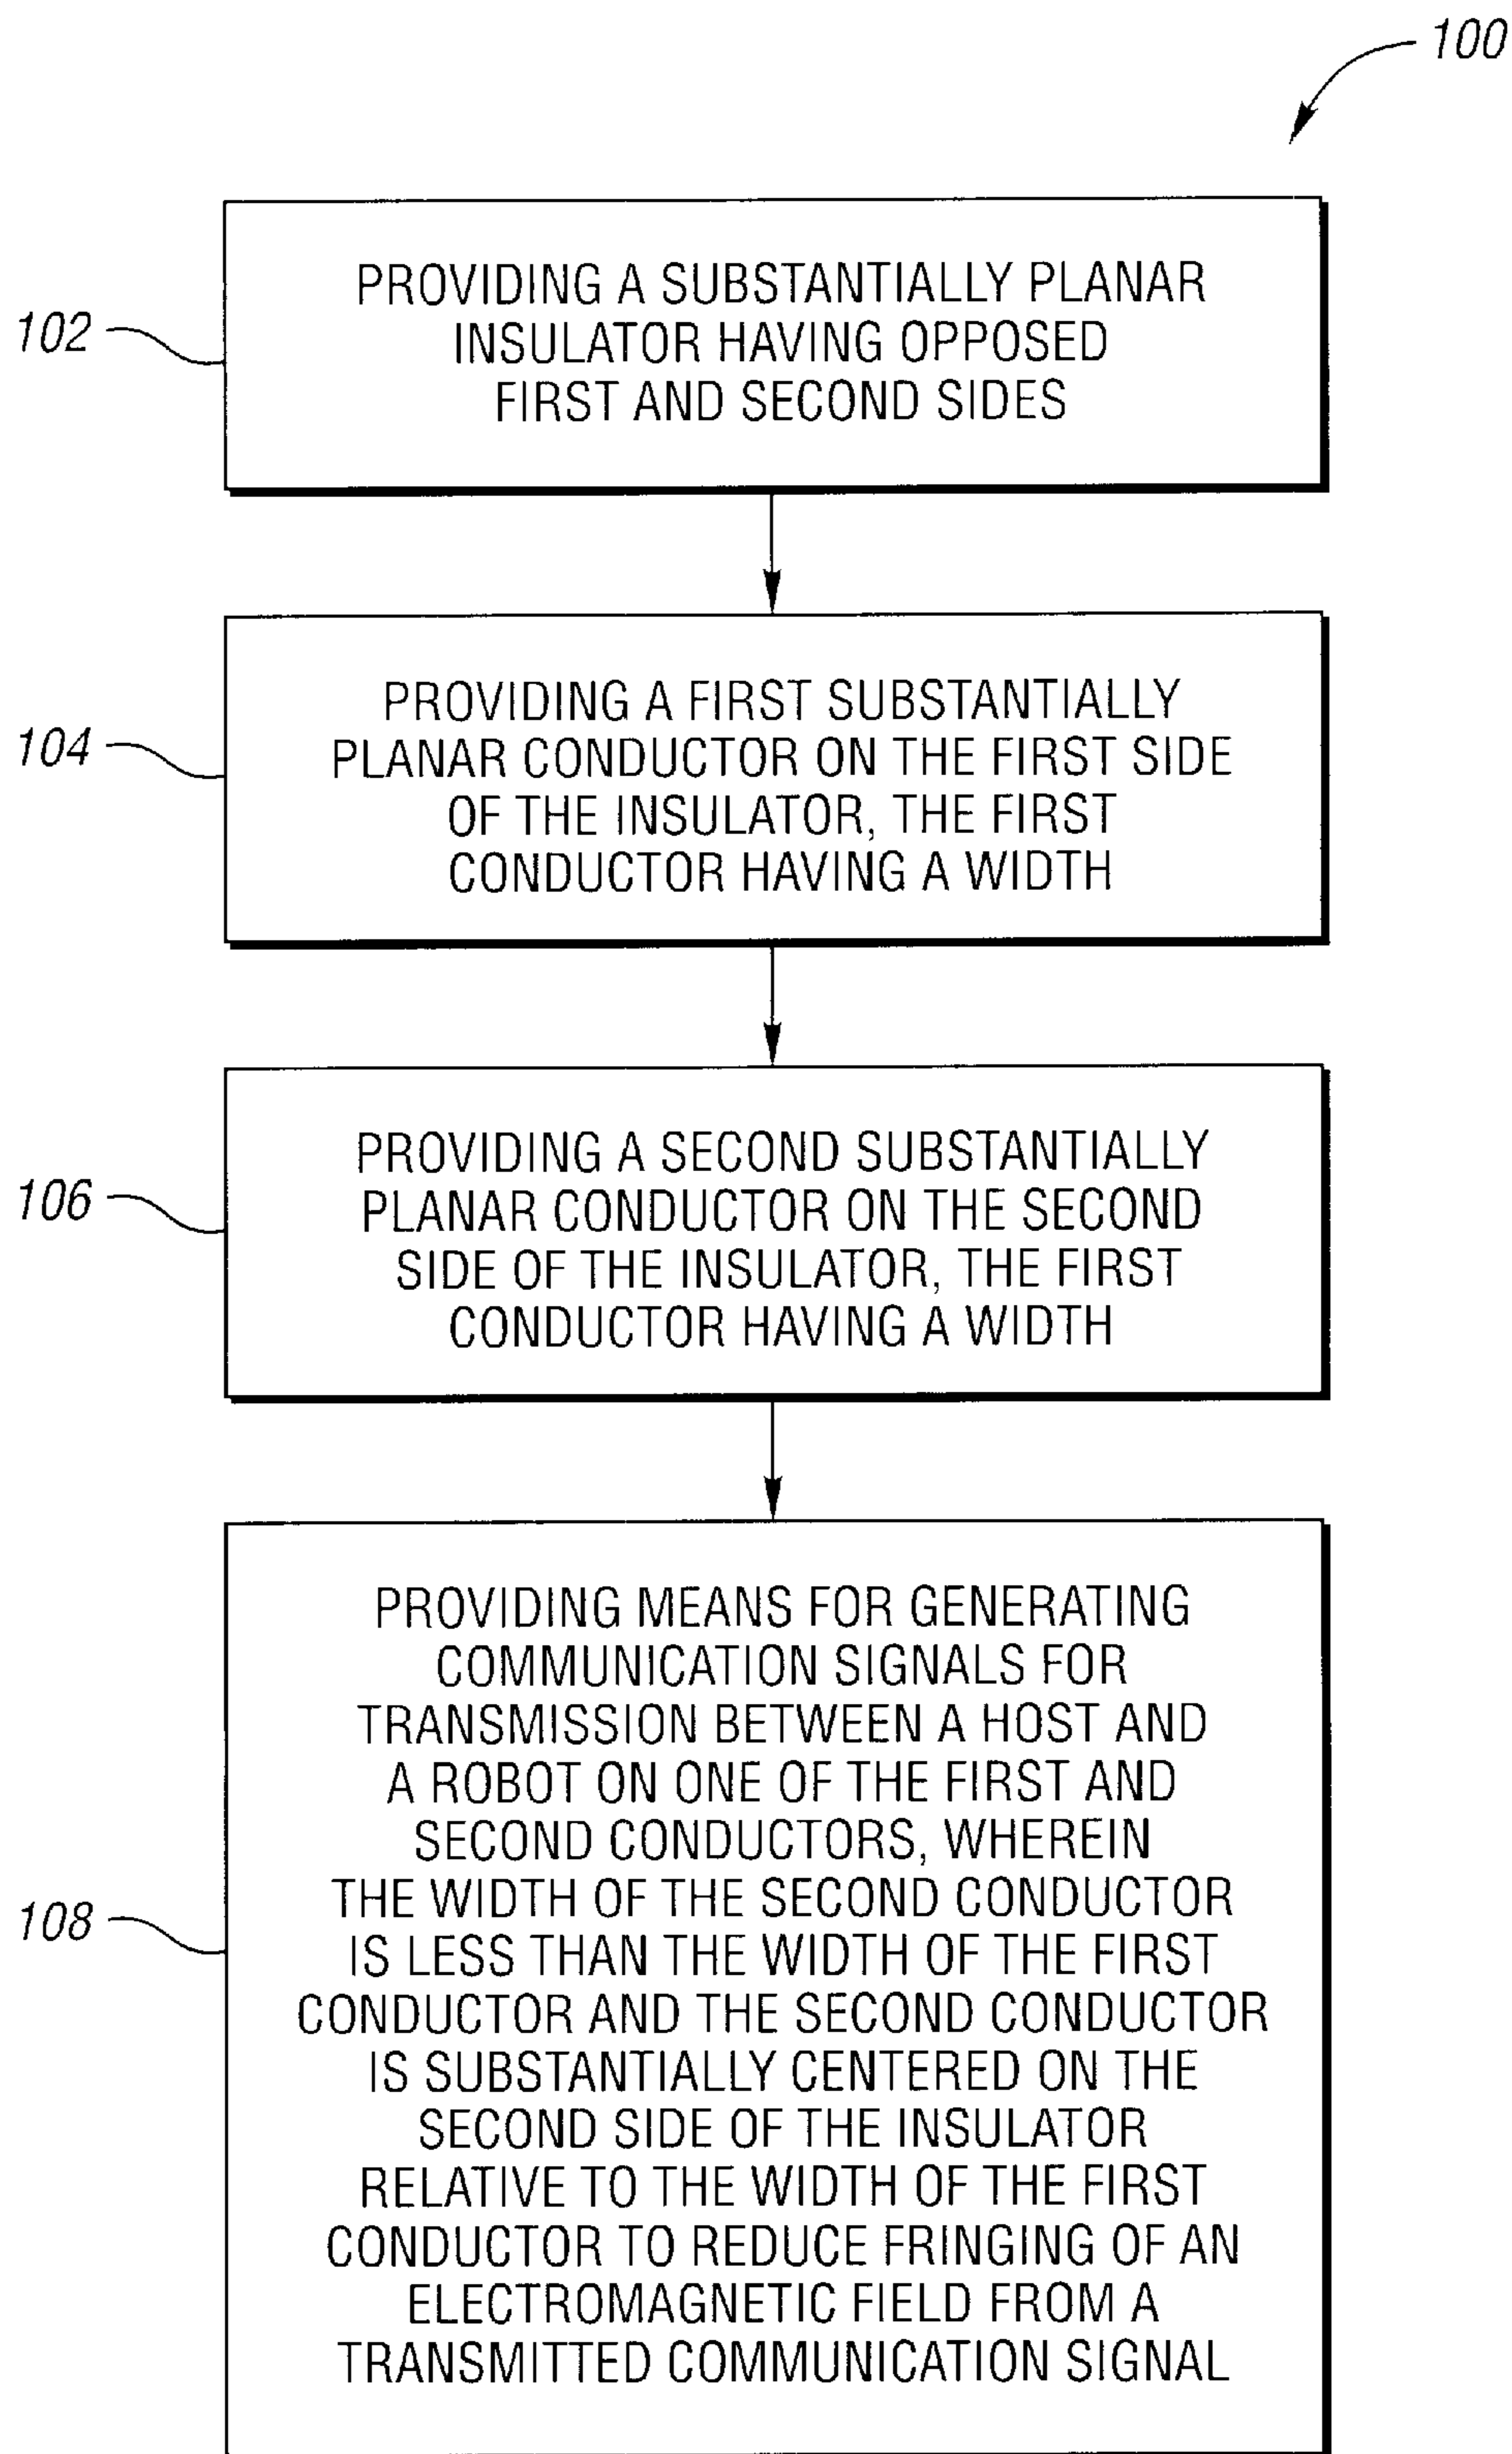 100
102
PROVIDING A SUBSTANTIALLY PLANAR
INSULATOR HAVING OPPOSED
FIRST AND SECOND SIDES
104
PROVIDING A FIRST SUBSTANTIALLY
PLANAR CONDUCTOR ON THE FIRST SIDE
OF THE INSULATOR, THE FIRST
CONDUCTOR HAVING A WIDTH
106
PROVIDING A SECOND SUBSTANTIALLY
PLANAR CONDUCTOR ON THE SECOND
SIDE OF THE INSULATOR, THE FIRST
CONDUCTOR HAVING A WIDTH
108
PROVIDING MEANS FOR GENERATING
COMMUNICATION SIGNALS FOR
TRANSMISSION BETWEEN A HOST AND
A ROBOT ON ONE OF THE FIRST AND
SECOND CONDUCTORS, WHEREIN
THE WIDTH OF THE SECOND CONDUCTOR
IS LESS THAN THE WIDTH OF THE FIRST
CONDUCTOR AND THE SECOND CONDUCTOR
IS SUBSTANTIALLY CENTERED ON THE
SECOND SIDE OF THE INSULATOR
RELATIVE TO THE WIDTH OF THE FIRST
CONDUCTOR TO REDUCE FRINGING OF AN
ELECTROMAGNETIC FIELD FROM A
TRANSMITTED COMMUNICATION SIGNAL